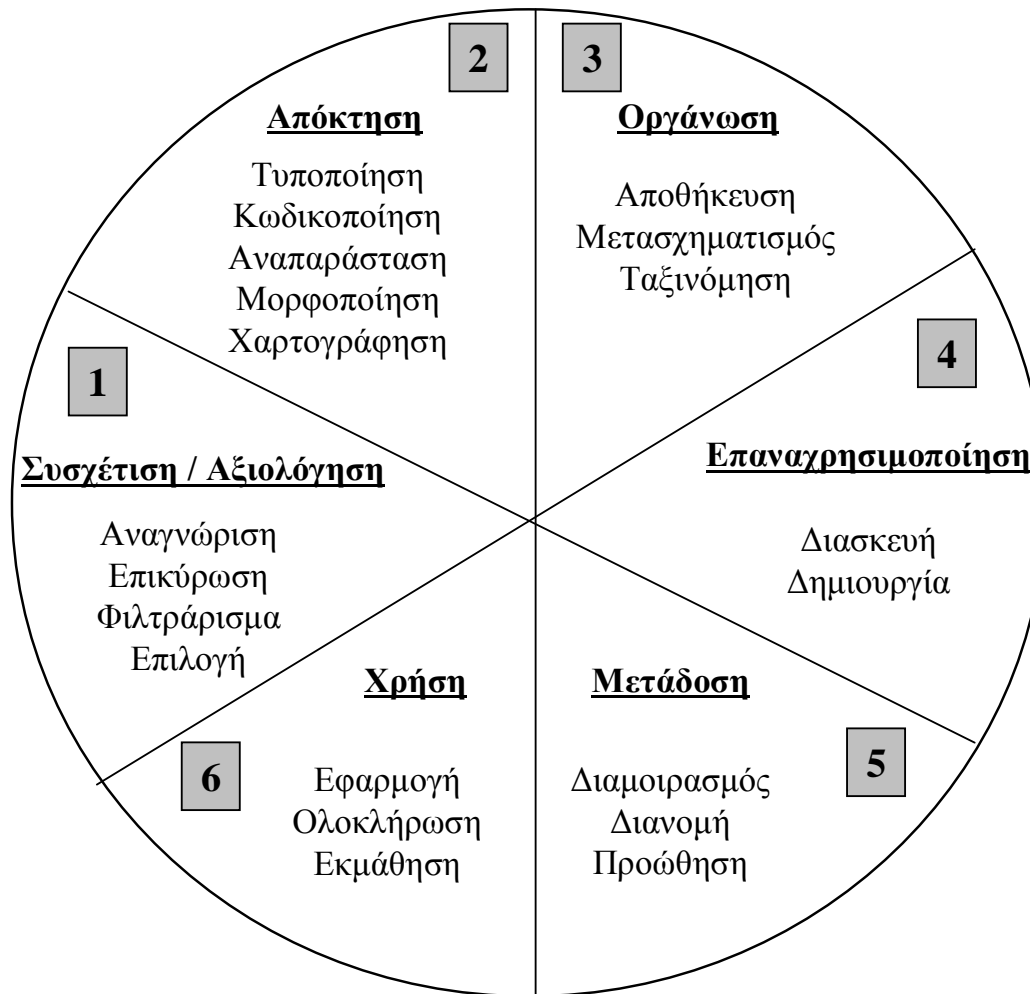 1
Συσχέτιση / Αξιολόγηση
Αναγνώριση
Επικύρωση
Φιλτράρισμα
Επιλογή
2
Απόκτηση
Τυποποίηση
Κωδικοποίηση
Αναπαράσταση
Μορφοποίηση
Χαρτογράφηση
3
Οργάνωση
Αποθήκευση
Μετασχηματισμός
Ταξινόμηση
4
Επαναχρησιμοποίηση
Διασκευή
Δημιουργία
5
Μετάδοση
Διαμοιρασμός
Διανομή
Προώθηση
6
Χρήση
Εφαρμογή
Ολοκλήρωση
Εκμάθηση